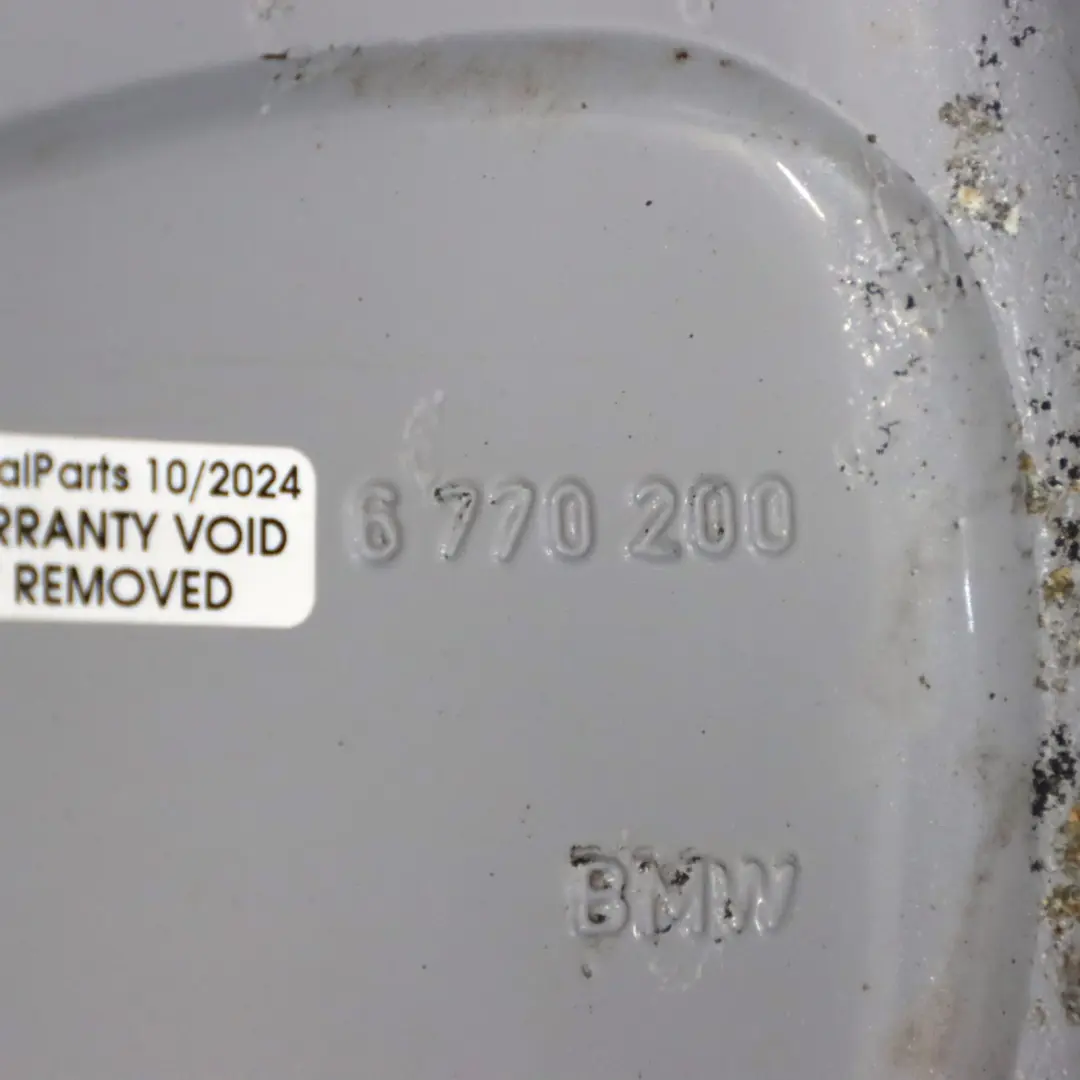 alParts 10/2024
RRANTY VOID
REMOVED
6 770 200
BMW